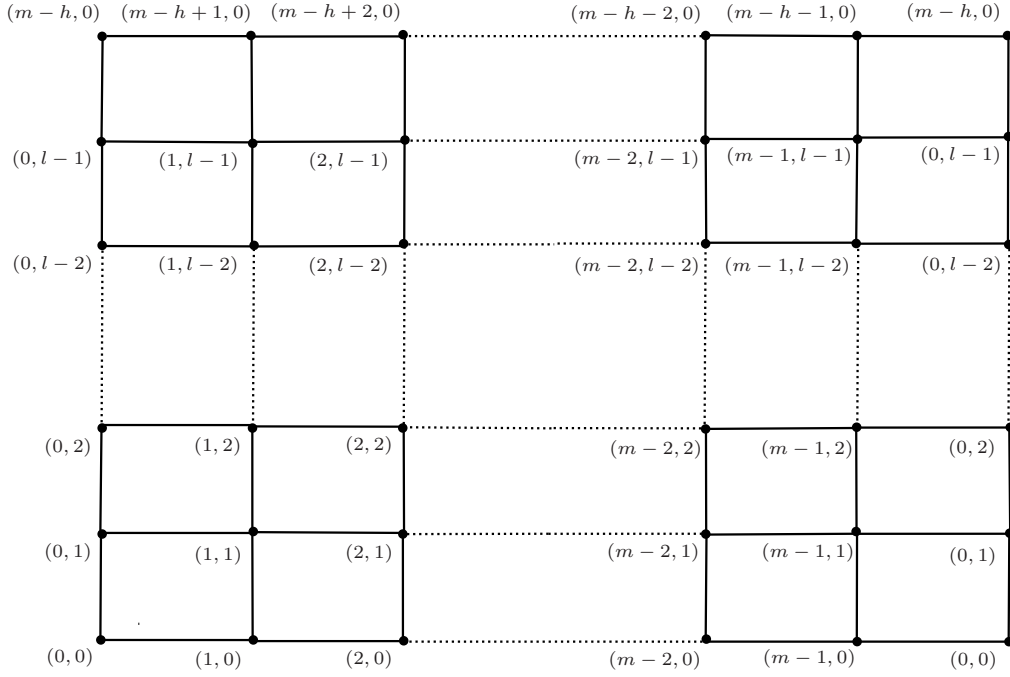 (m − h, 0) (m − h + 1, 0) (m − h + 2, 0) (m − h − 2, 0) (m − h − 1, 0) (m − h, 0)
(0, l − 1) (1, l − 1) (2, l − 1) (m − 2, l − 1) (m − 1, l − 1) (0, l − 1)
(0, l − 2) (1, l − 2) (2, l − 2) (m − 2, l − 2) (m − 1, l − 2) (0, l − 2)
(0, 2) (1, 2) (2, 2) (m − 2, 2) (m − 1, 2) (0, 2)
(0, 1) (1, 1) (2, 1) (m − 2, 1) (m − 1, 1) (0, 1)
(0, 0) (1, 0) (2, 0) (m − 2, 0) (m − 1, 0) (0, 0)